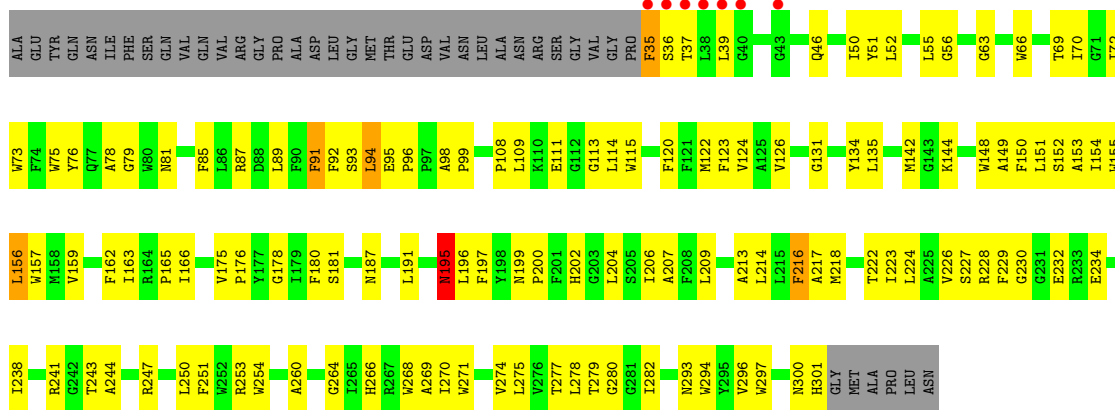 ALA GLU TYR GLN ASN ILE PHE SER GLN VAL GLN VAL ARG GLY PRO ALA ASP LEU GLY MET THR GLU ASP VAL ASN LEU ALA ASN ARG SER GLY VAL GLY PRO F35 S36 T37 L38 L39 G40 G43 Q46 I50 Y51 L52 L55 G56 G63 W66 T69 I70 G71
W73 F74 W75 Y76 Q77 A78 G79 W80 N81 F85 L86 R87 D88 L89 F90 F91 F92 S93 L94 E95 P96 P97 A98 P99 P108 L109 K110 E111 G112 G113 L114 W115 F120 F121 M122 F123 V124 A125 V126 G131 Y134 L135 M142 G143 K144 W148 A149 F150 L151 S152 A153 I154
L156 W157 M158 V159 F162 I163 R164 P165 I166 V175 P176 Y177 G178 I179 F180 S181 N187 L191 N195 L196 F197 Y198 N199 P200 F201 H202 G203 L204 S205 I206 A207 F208 L209 A213 L214 L215 F216 A217 M218 T222 I223 L224 A225 V226 S227 R228 F229 G230 G231 E232 R233 E234
I238 R241 G242 T243 A244 R247 L250 F251 W252 R253 W254 A260 G264 I265 H266 R267 W268 A269 I270 W271 V274 L275 V276 T277 L278 T279 G280 G281 I282 N293 W294 Y295 V296 W297 N300 H301 GLY MET ALA PRO LEU ASN